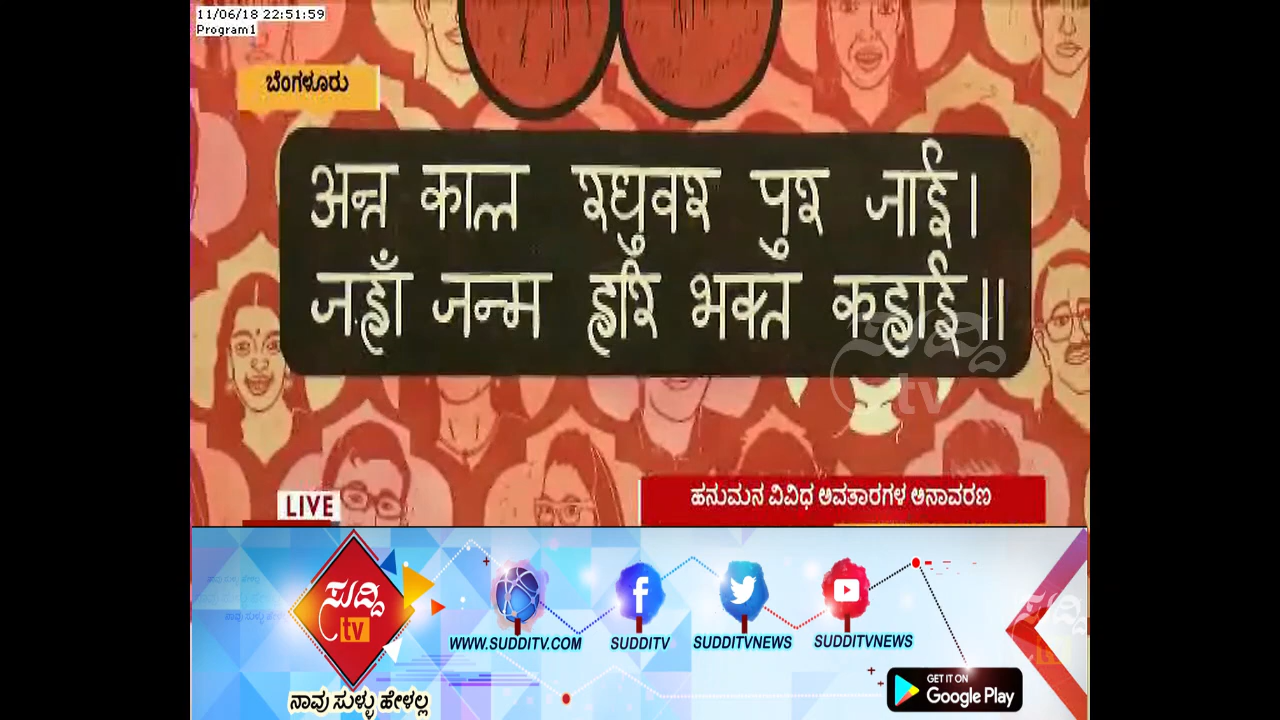 11/06/18 22:51:59
Program1
ಬೆಂಗಳೂರು
अन्न काल रघुवर पुर जाई।
जहाँ जन्म हरि भक्त कहाई॥
ಸುದ್ದಿ
tv
LIVE
ಹನುಮನ ವಿವಿಧ ಅವತಾರಗಳ ಅನಾವರಣ
ಸುದ್ದಿ
tv
WWW.SUDDITV.COM SUDDITV SUDDITVNEWS SUDDITVNEWS
GET IT ON
Google Play
ನಾವು ಸುಳ್ಳು ಹೇಳಲ್ಲ